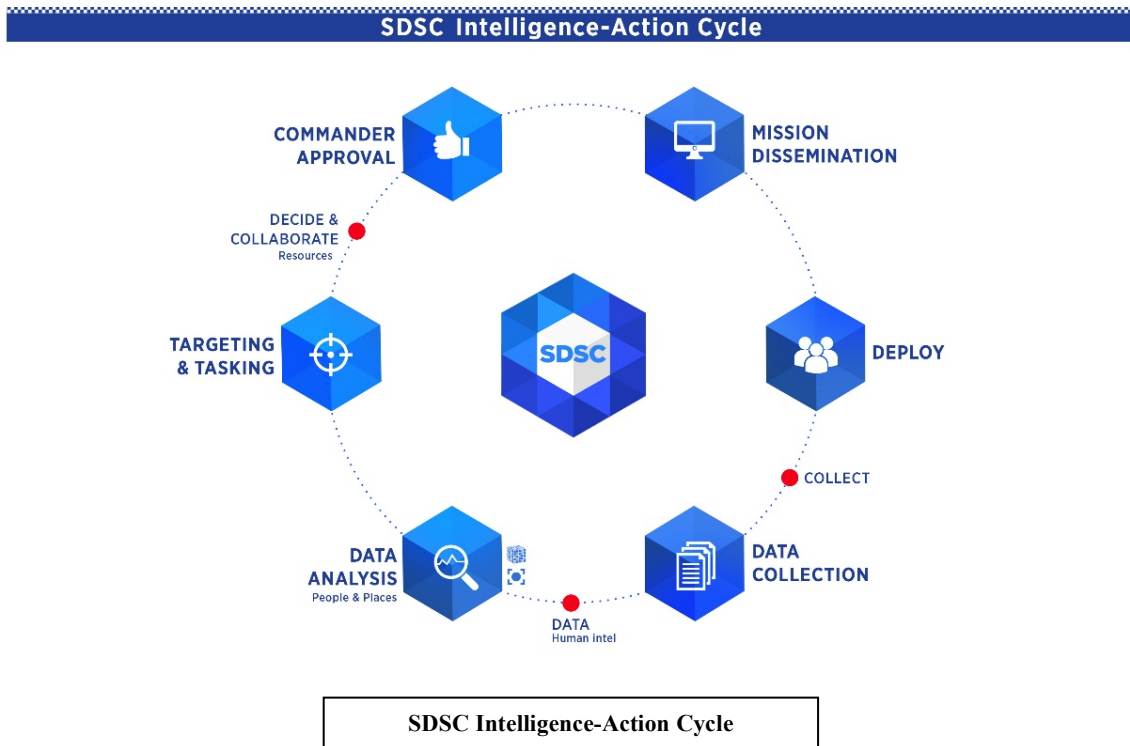 SDSC Intelligence-Action Cycle
COMMANDER
APPROVAL
MISSION
DISSEMINATION
DECIDE &
COLLABORATE
Resources
TARGETING
& TASKING
SDSC
DEPLOY
COLLECT
DATA
ANALYSIS
People & Places
DATA
COLLECTION
DATA
Human intel
SDSC Intelligence-Action Cycle